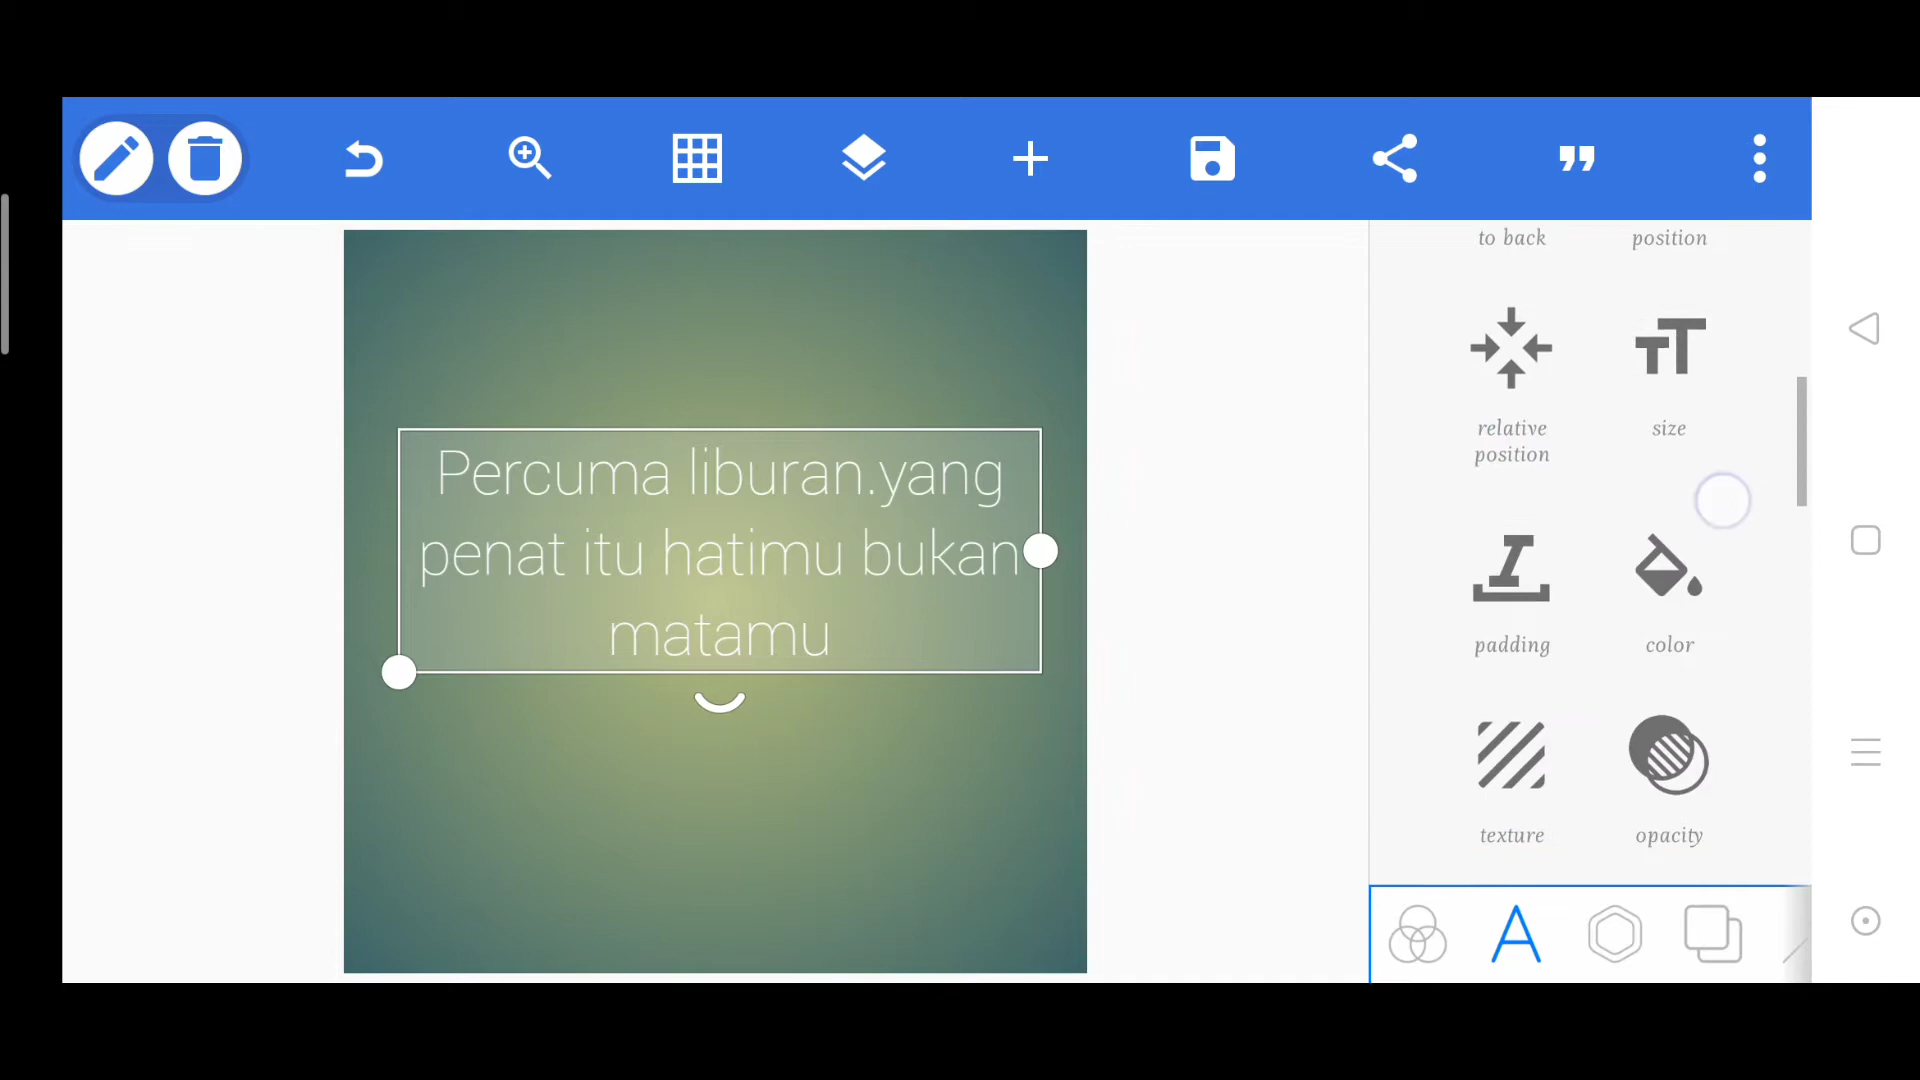 to back
position
Percuma liburan.yang
penat itu hatimu bukan
matamu
relative
position
size
padding
color
texture
opacity